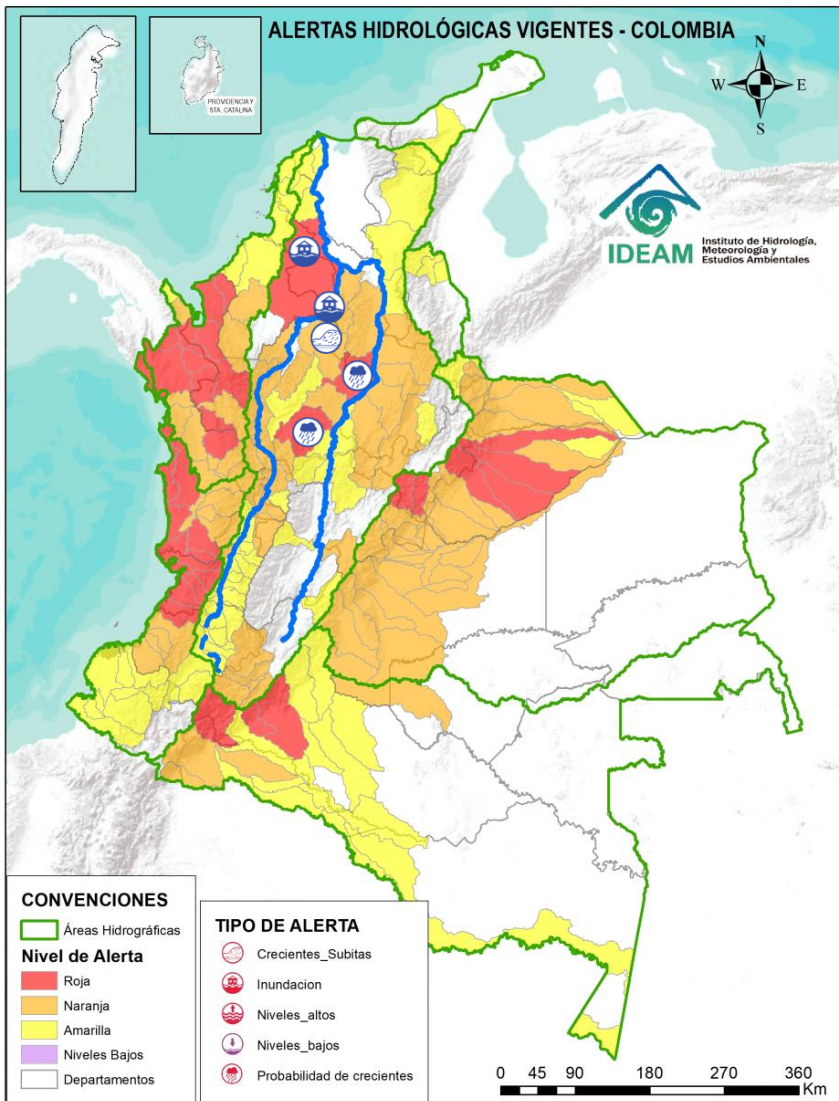 ALERTAS HIDROLÓGICAS VIGENTES - COLOMBIA
PROVIDENCIA Y
STA. CATALINA
N
W
E
S
IDEAM
Instituto de Hidrología,
Meteorología y
Estudios Ambientales
CONVENCIONES
Áreas Hidrográficas
Nivel de Alerta
Roja
Naranja
Amarilla
Niveles Bajos
Departamentos
TIPO DE ALERTA
Crecientes_Subitas
Inundacion
Niveles_altos
Niveles_bajos
Probabilidad de crecientes
0 45 90 180 270 360
Km